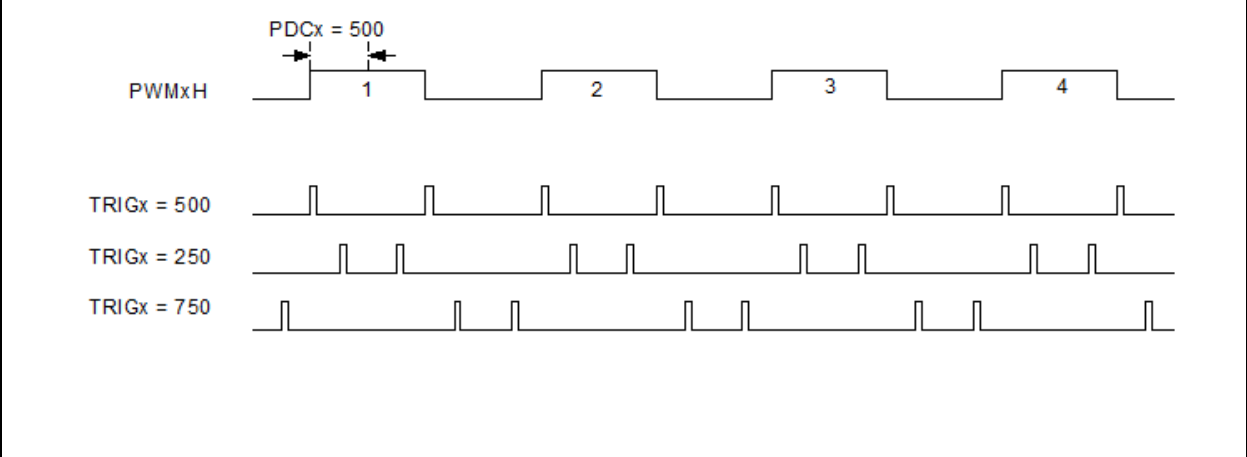 PDCx = 500
PWMxH
1
2
3
4
TRIGx = 500
TRIGx = 250
TRIGx = 750